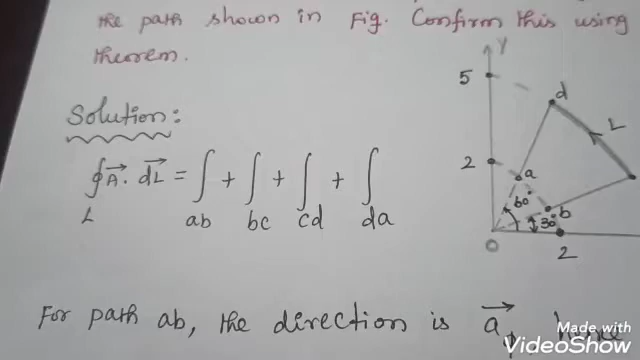 the path shown in Fig. Confirm this using
theorem.
Solution:
∮ A⃗ . dL⃗ = ∫ + ∫ + ∫ + ∫
L ab bc cd da
Y
5
d
L
2
a
60°
b
30°
O
2
For path ab, the direction is a⃗ϕ, hence
Made with
VideoShow